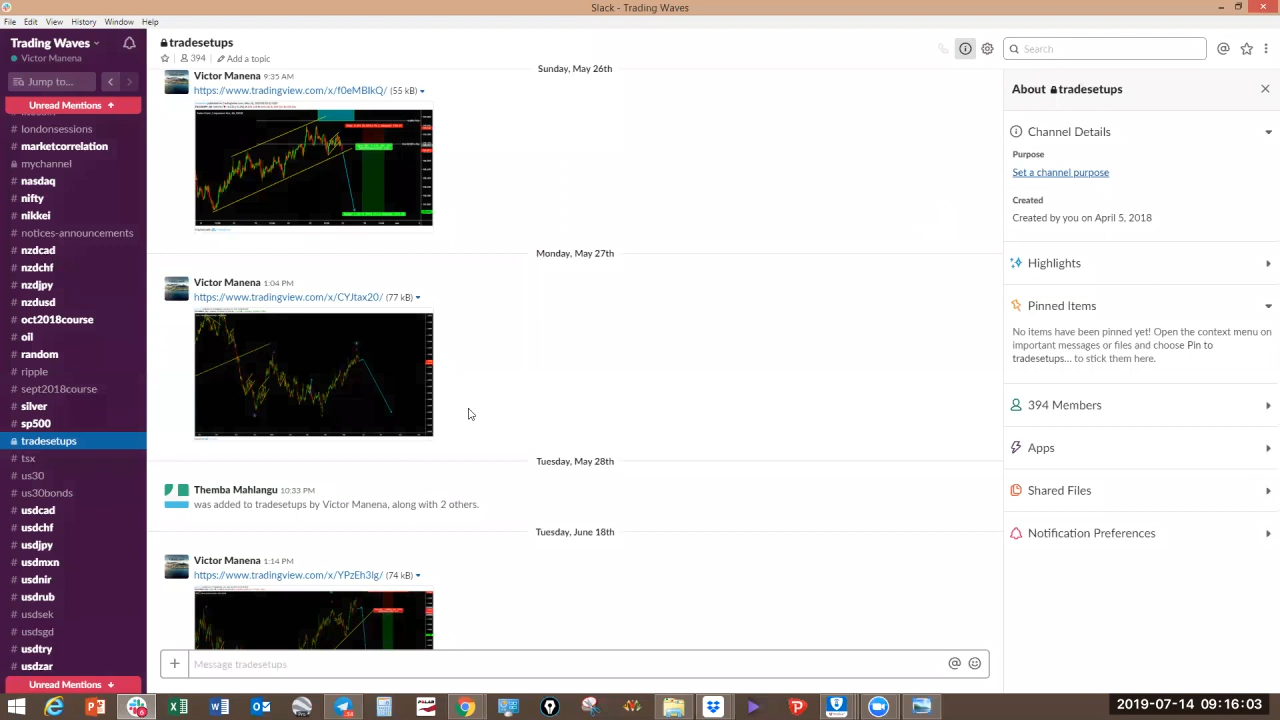 Slack - Trading Waves
File Edit View History Window Help
Trading Waves
Victor Manena
Jump to...
Unread Mentions
# londonsessions
marketcorrelation
mychannel
# nasdaq
# nifty
# nikkei
# notices-announcements
# nzdcad
# nzdchf
# nzdjpy
# nzdusd
# oct2018course
# oil
# random
# ripple
# sept2018course
# silver
# sp500
tradesetups
# tsx
# us30
# us30bonds
# usdcad
# usdchf
# usdjpy
# usdmxn
# usdnir
# usdrub
# usdsek
# usdsgd
# usdtry
# usdzar
Unread Mentions
tradesetups
394 | Add a topic
Search
Sunday, May 26th
Victor Manena 9:35 AM
https://www.tradingview.com/x/f0eMBIkQ/ (55 kB)
Monday, May 27th
Victor Manena 1:04 PM
https://www.tradingview.com/x/CYJtax20/ (77 kB)
Tuesday, May 28th
Themba Mahlangu 10:33 PM
was added to tradesetups by Victor Manena, along with 2 others.
Tuesday, June 18th
Victor Manena 1:14 PM
https://www.tradingview.com/x/YPzEh3lg/ (74 kB)
Message tradesetups
About tradesetups
Channel Details
Purpose
Set a channel purpose
Created
Created by you on April 5, 2018
Highlights
Pinned Items
No items have been pinned yet! Open the context menu on
important messages or files and choose Pin to
tradesetups... to stick them here.
394 Members
Apps
Shared Files
Notification Preferences
2019-07-14 09:16:03